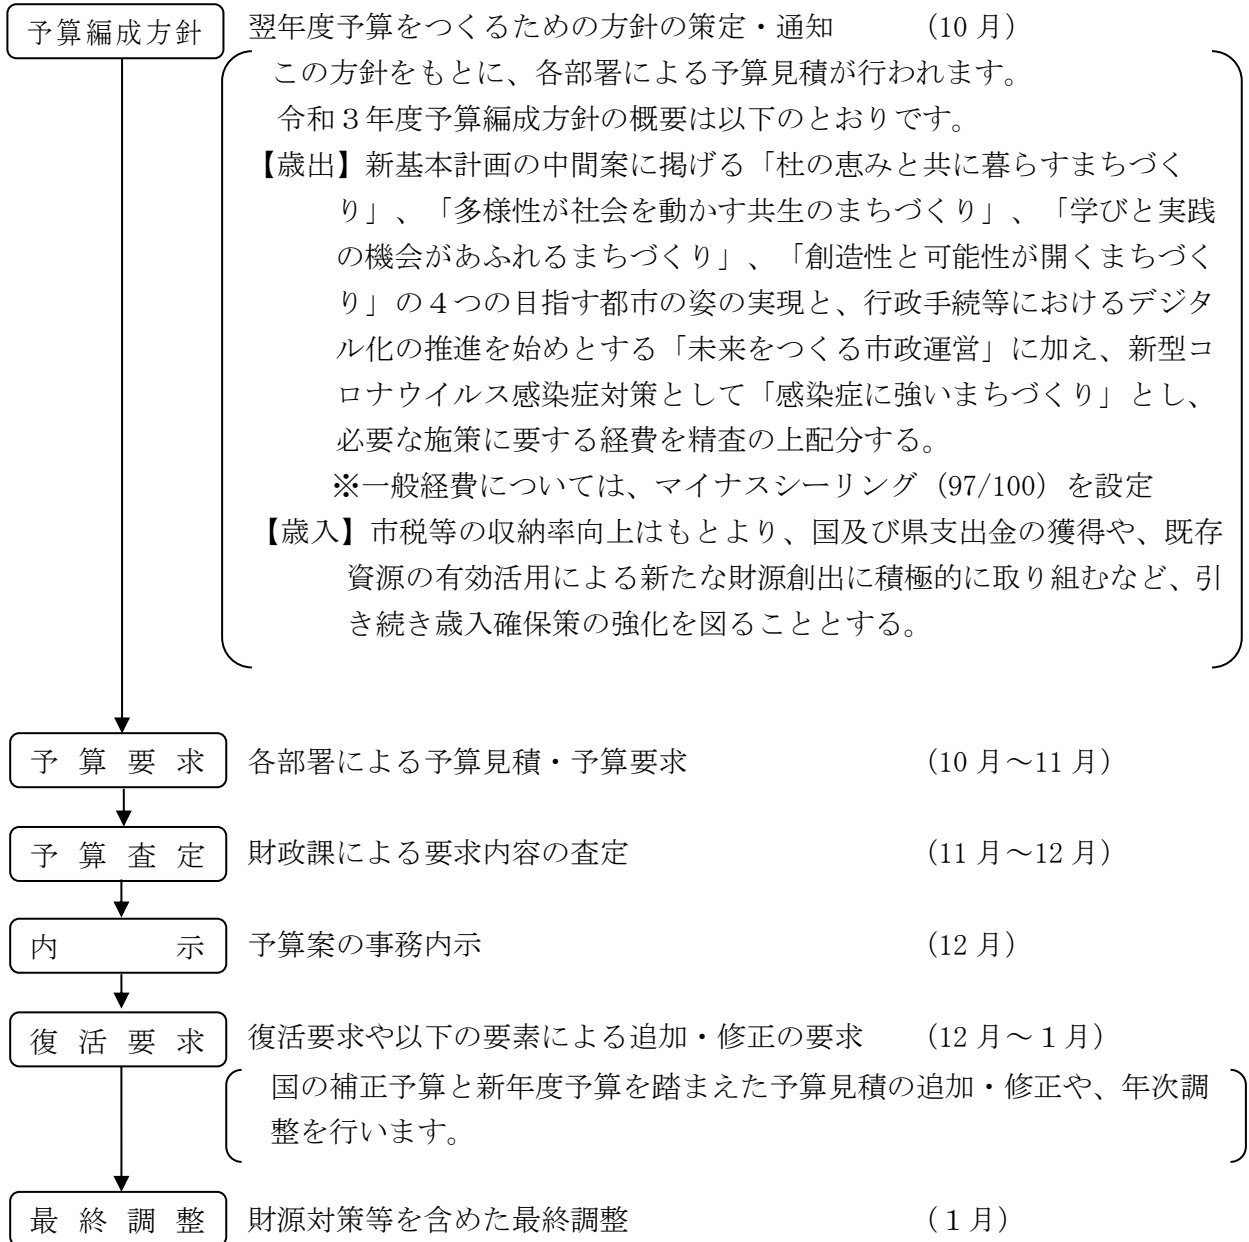 予算編成方針 翌年度予算をつくるための方針の策定・通知 (10 月)
この方針をもとに、各部署による予算見積が行われます。
令和３年度予算編成方針の概要は以下のとおりです。
【歳出】新基本計画の中間案に掲げる「杜の恵みと共に暮らすまちづく
り」、「多様性が社会を動かす共生のまちづくり」、「学びと実践
の機会があふれるまちづくり」、「創造性と可能性が開くまちづく
り」の４つの目指す都市の姿の実現と、行政手続等におけるデジタ
ル化の推進を始めとする「未来をつくる市政運営」に加え、新型コ
ロナウイルス感染症対策として「感染症に強いまちづくり」とし、
必要な施策に要する経費を精査の上配分する。
※一般経費については、マイナスシーリング (97/100) を設定
【歳入】市税等の収納率向上はもとより、国及び県支出金の獲得や、既存
資源の有効活用による新たな財源創出に積極的に取り組むなど、引
き続き歳入確保策の強化を図ることとする。
予算要求 各部署による予算見積・予算要求 (10 月～11 月)
予算査定 財政課による要求内容の査定 (11 月～12 月)
内示 予算案の事務内示 (12 月)
復活要求 復活要求や以下の要素による追加・修正の要求 (12 月～１月)
国の補正予算と新年度予算を踏まえた予算見積の追加・修正や、年次調
整を行います。
最終調整 財源対策等を含めた最終調整 (１月)